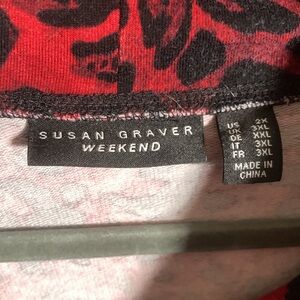 SUSAN GRAVER
WEEKEND
US 2X
UK 3XL
DE XXL
IT 3XL
FR 3XL
MADE IN
CHINA